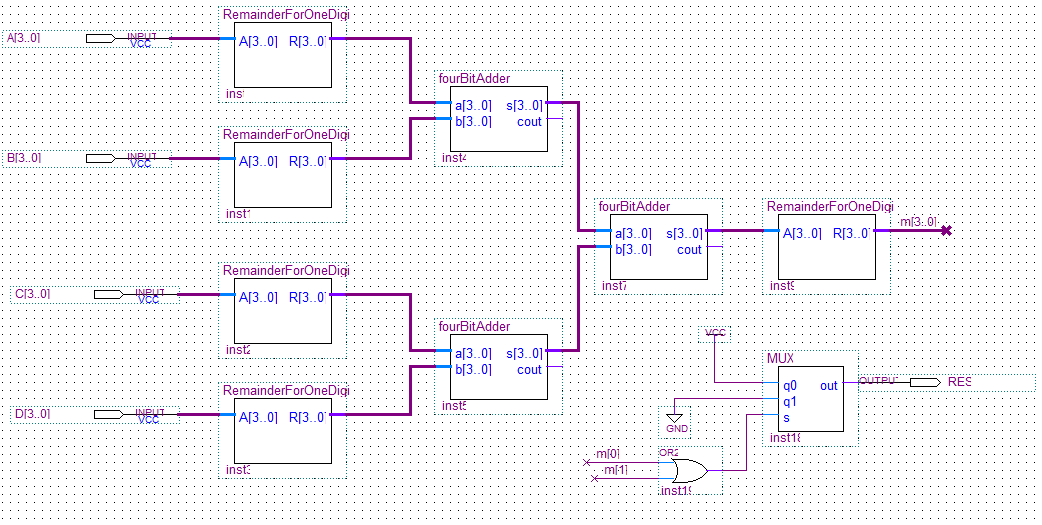 RemainderForOneDigi
A[3..0]
INPUT
VCC
A[3..0] R[3..0]
inst
fourBitAdder
a[3..0] s[3..0]
b[3..0] cout
inst4
RemainderForOneDigi
B[3..0]
INPUT
VCC
A[3..0] R[3..0]
inst1
fourBitAdder
a[3..0] s[3..0]
b[3..0] cout
inst7
RemainderForOneDigi
A[3..0] R[3..0]
inst9
m[3..0]
RemainderForOneDigi
C[3..0]
INPUT
VCC
A[3..0] R[3..0]
inst2
fourBitAdder
a[3..0] s[3..0]
b[3..0] cout
inst5
RemainderForOneDigi
D[3..0]
INPUT
VCC
A[3..0] R[3..0]
inst3
VCC
MUX
q0 out
q1
s
inst18
OUTPUT
RES
GND
m[0]
m[1]
OR2
inst19